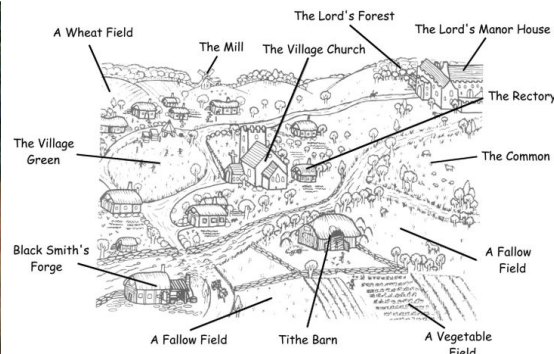 The Lord's Forest
A Wheat Field
The Lord's Manor House
The Mill
The Village Church
The Rectory
The Village
Green
The Common
Black Smith's
Forge
A Fallow
Field
A Fallow Field
Tithe Barn
A Vegetable
Field